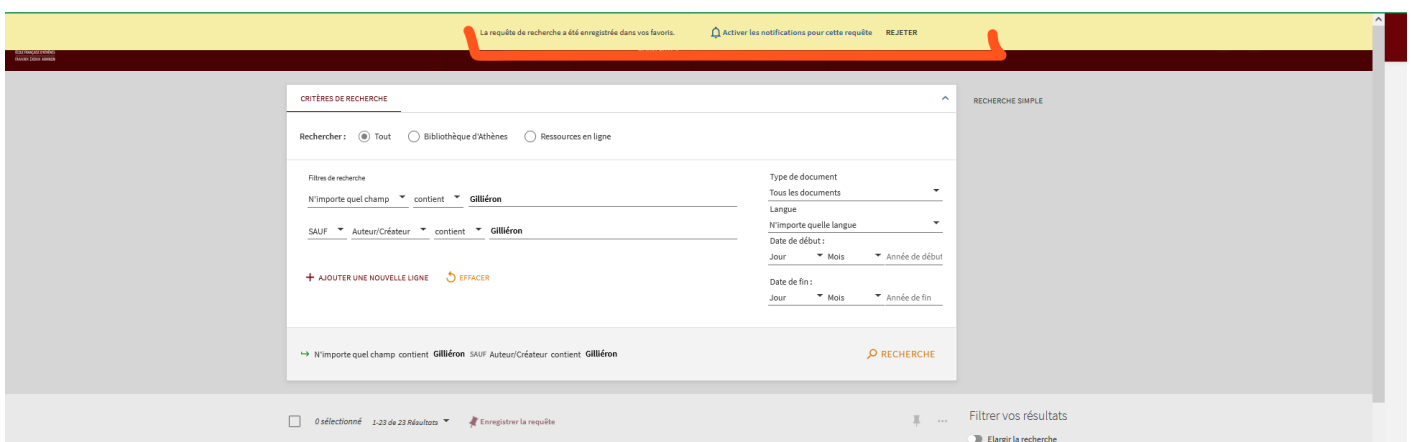 La requête de recherche a été enregistrée dans vos favoris. Activer les notifications pour cette requête REJETER
CRITÈRES DE RECHERCHE
RECHERCHE SIMPLE
Rechercher : Tout Bibliothèque d'Athènes Ressources en ligne
Filtres de recherche
N'importe quel champ contient Gilliéron
SAUF Auteur/Créateur contient Gilliéron
AJOUTER UNE NOUVELLE LIGNE EFFACER
Type de document
Tous les documents
Langue
N'importe quelle langue
Date de début :
Jour Mois Année de début
Date de fin :
Jour Mois Année de fin
N'importe quel champ contient Gilliéron SAUF Auteur/Créateur contient Gilliéron
RECHERCHE
0 sélectionné 1-23 de 23 Résultats Enregistrer la requête
Filtrer vos résultats
Elargir la recherche